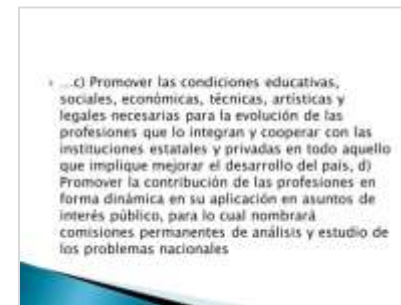 ...c) Promover las condiciones educativas,
sociales, económicas, técnicas, artísticas y
legales necesarias para la evolución de las
profesiones que lo integran y cooperar con las
instituciones estatales y privadas en todo aquello
que implique mejorar el desarrollo del país, d)
Promover la contribución de las profesiones en
forma dinámica en su aplicación en asuntos de
interés público, para lo cual nombrará
comisiones permanentes de análisis y estudio de
los problemas nacionales